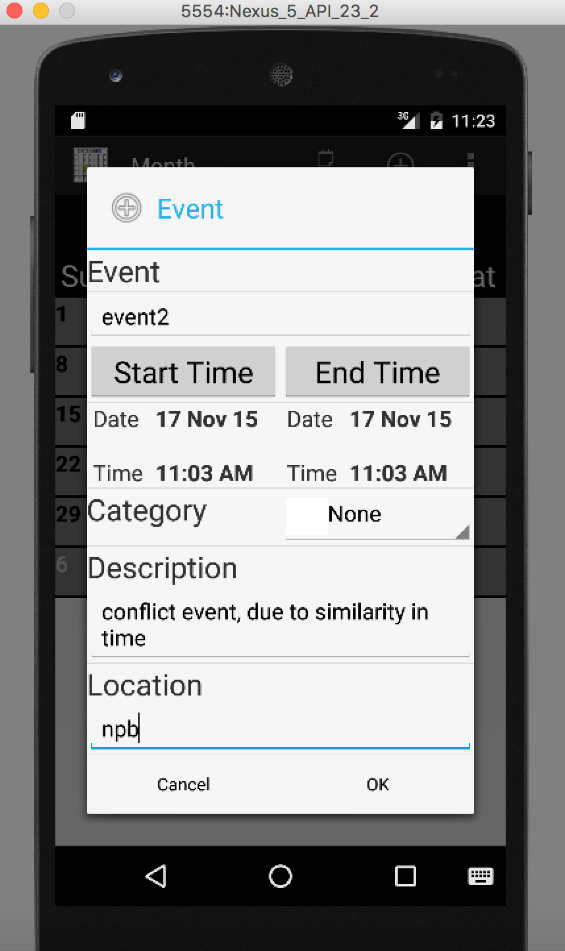 5554:Nexus_5_API_23_2
3G 11:23
Month
Event
Su at
Event
1
event2
8
Start Time End Time
15 Date 17 Nov 15 Date 17 Nov 15
22 Time 11:03 AM Time 11:03 AM
29 Category None
6 Description
conflict event, due to similarity in
time
Location
npb
Cancel OK